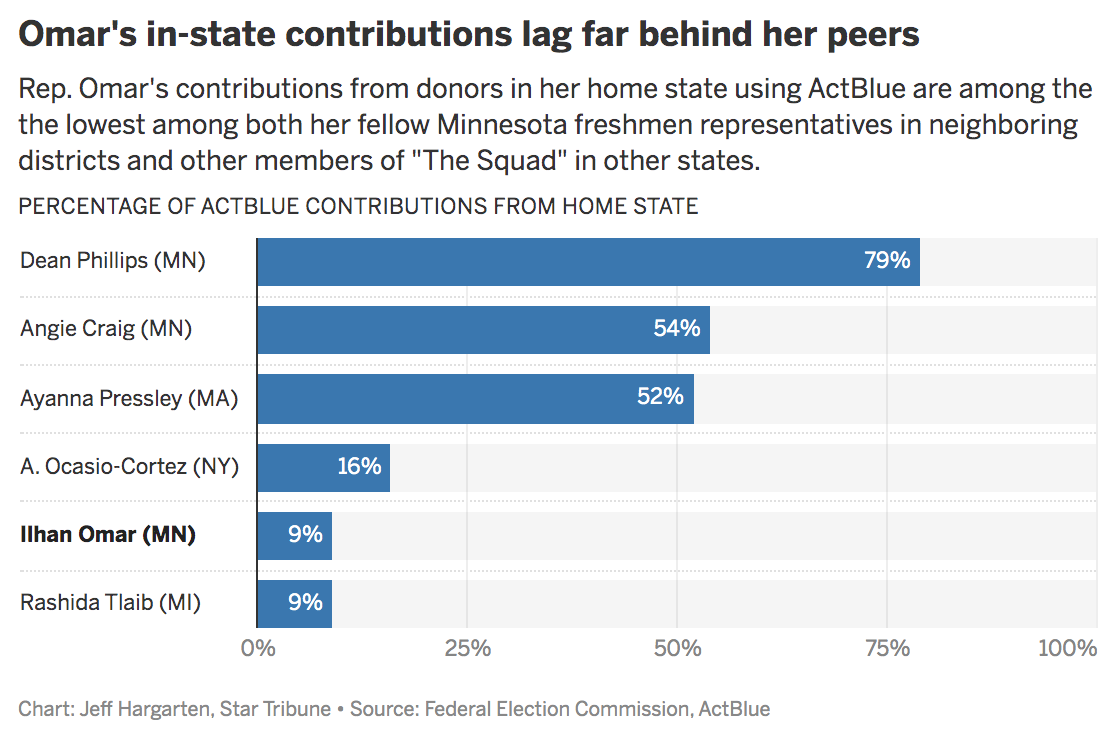 Omar's in-state contributions lag far behind her peers
Rep. Omar's contributions from donors in her home state using ActBlue are among the
the lowest among both her fellow Minnesota freshmen representatives in neighboring
districts and other members of "The Squad" in other states.
PERCENTAGE OF ACTBLUE CONTRIBUTIONS FROM HOME STATE
Dean Phillips (MN) 79%
Angie Craig (MN) 54%
Ayanna Pressley (MA) 52%
A. Ocasio-Cortez (NY) 16%
Ilhan Omar (MN) 9%
Rashida Tlaib (MI) 9%
0% 25% 50% 75% 100%
Chart: Jeff Hargarten, Star Tribune • Source: Federal Election Commission, ActBlue